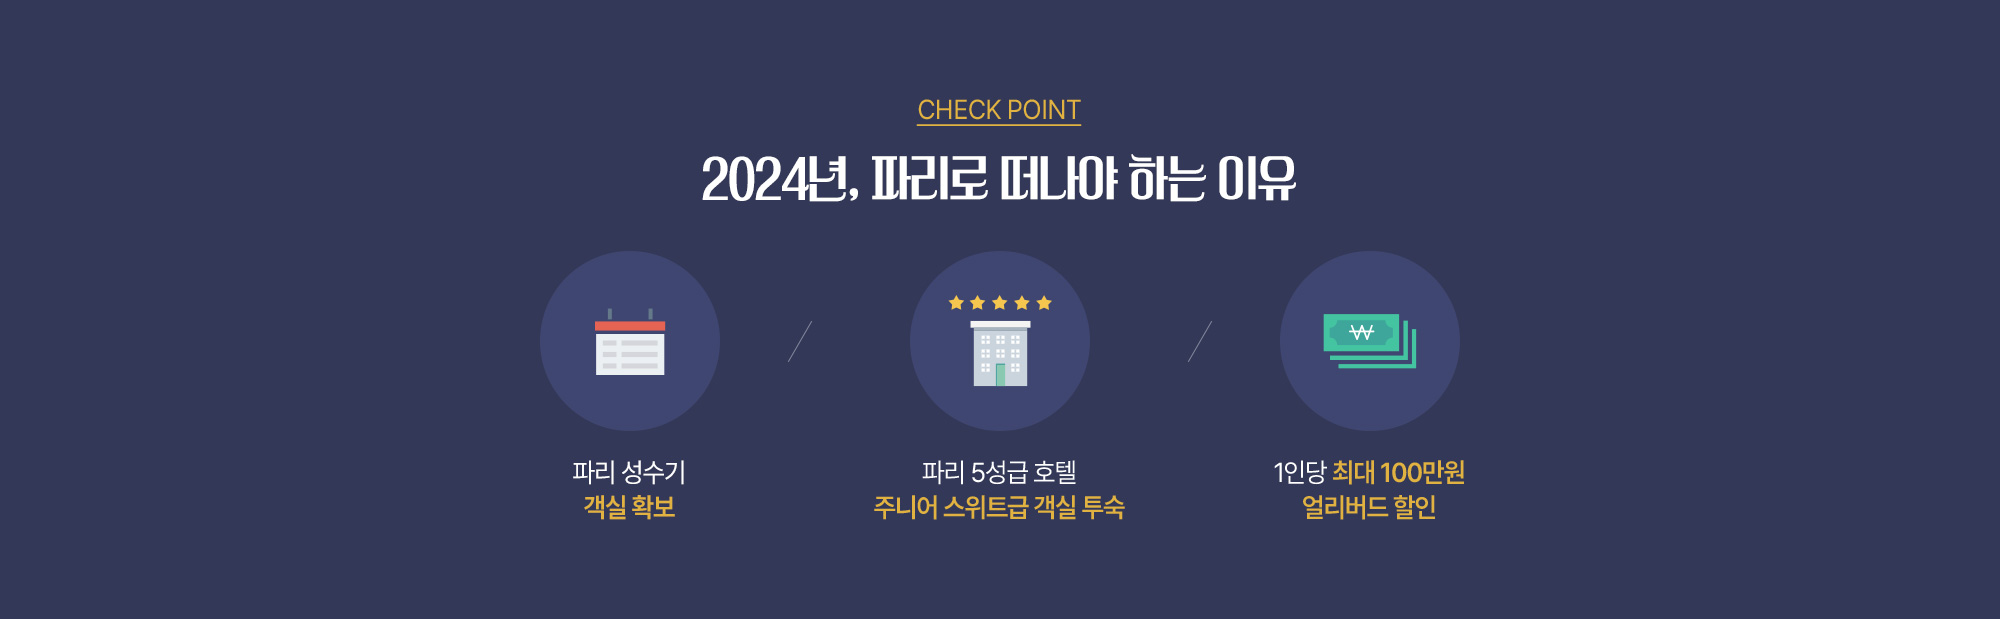 CHECK POINT
2024년, 파리로 떠나야 하는 이유
파리 성수기
객실 확보
파리 5성급 호텔
주니어 스위트급 객실 투숙
1인당 최대 100만원
얼리버드 할인